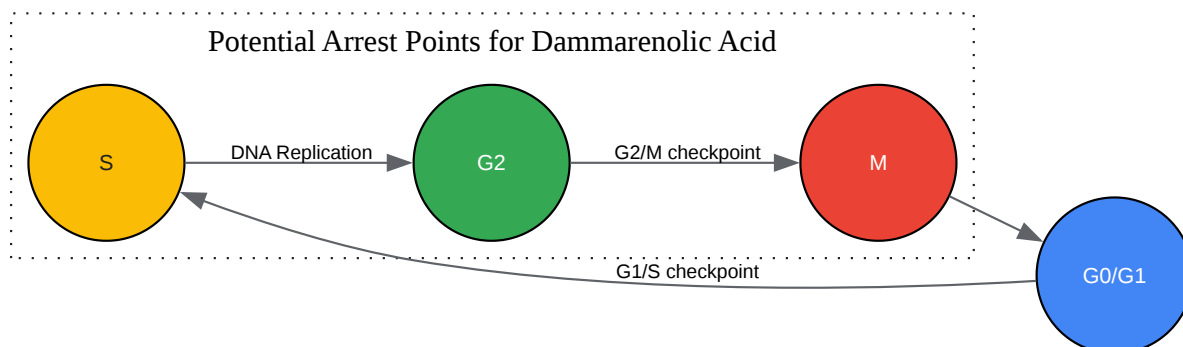 Potential Arrest Points for Dammarenolic Acid
S
DNA Replication
G2
G2/M checkpoint
M
G1/S checkpoint
G0/G1